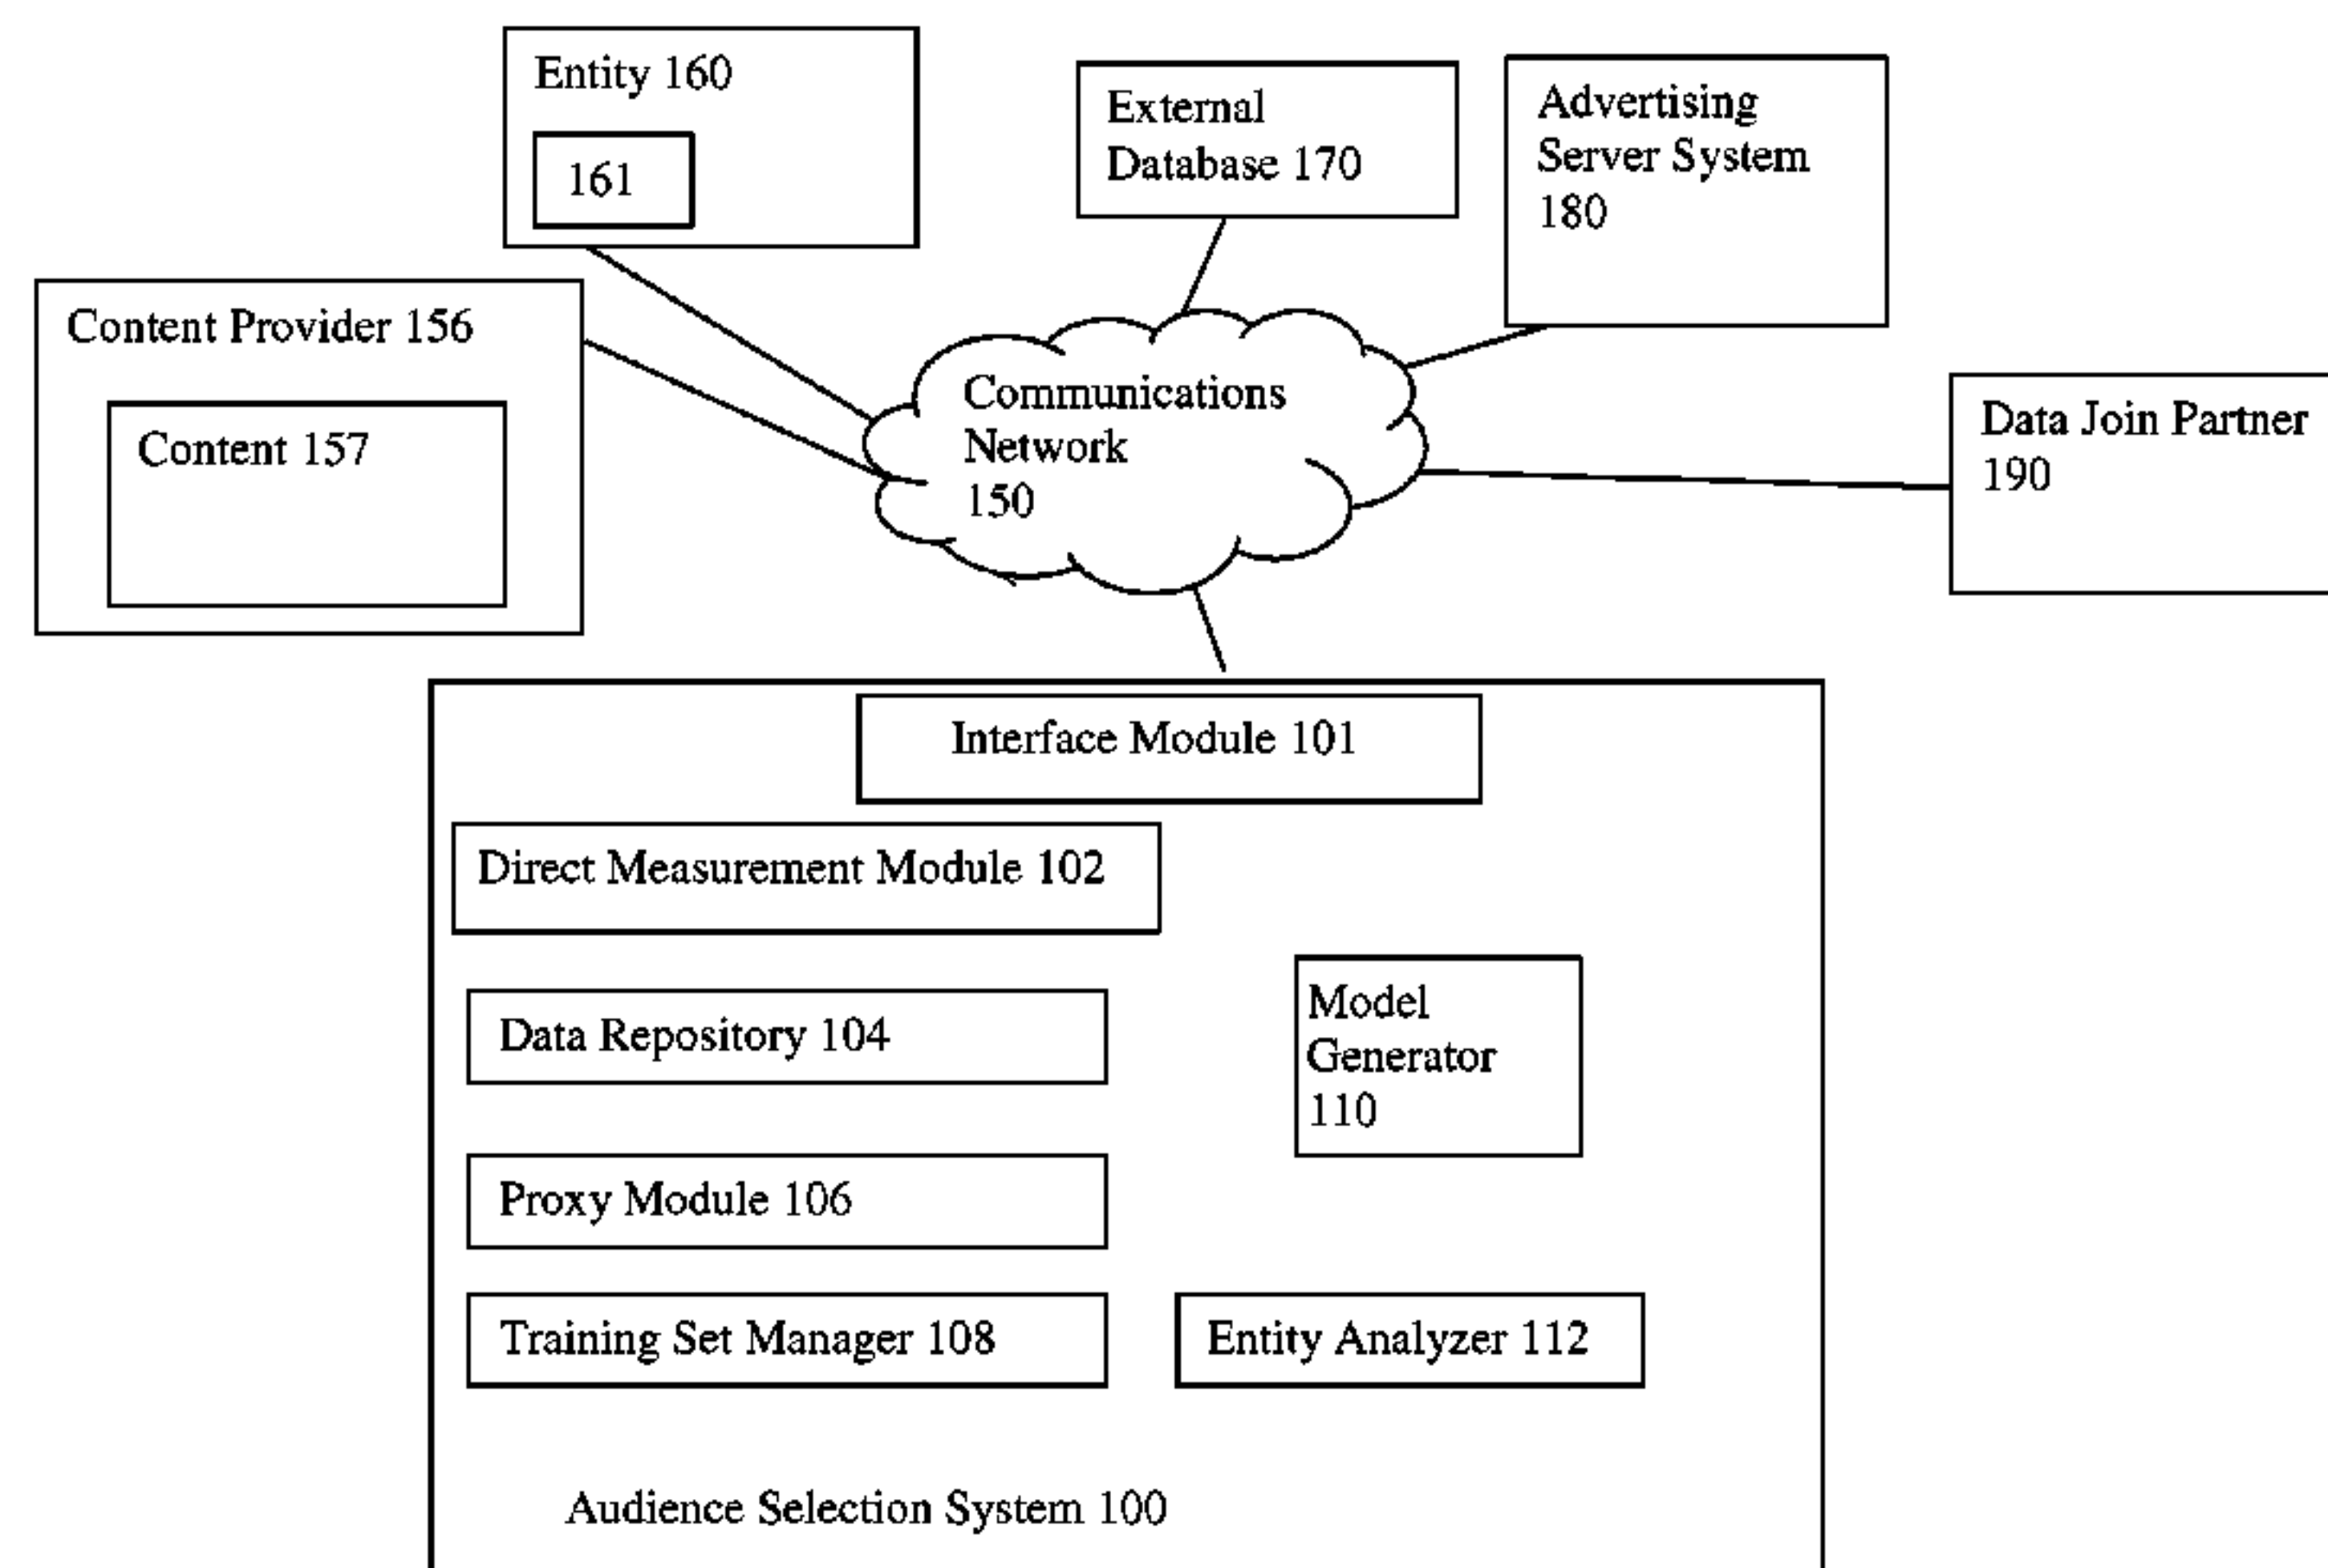 Entity 160
161
External
Database 170
Advertising
Server System
180
Content Provider 156
Content 157
Communications
Network
150
Data Join Partner
190
Interface Module 101
Direct Measurement Module 102
Data Repository 104
Model
Generator
110
Proxy Module 106
Training Set Manager 108
Entity Analyzer 112
Audience Selection System 100